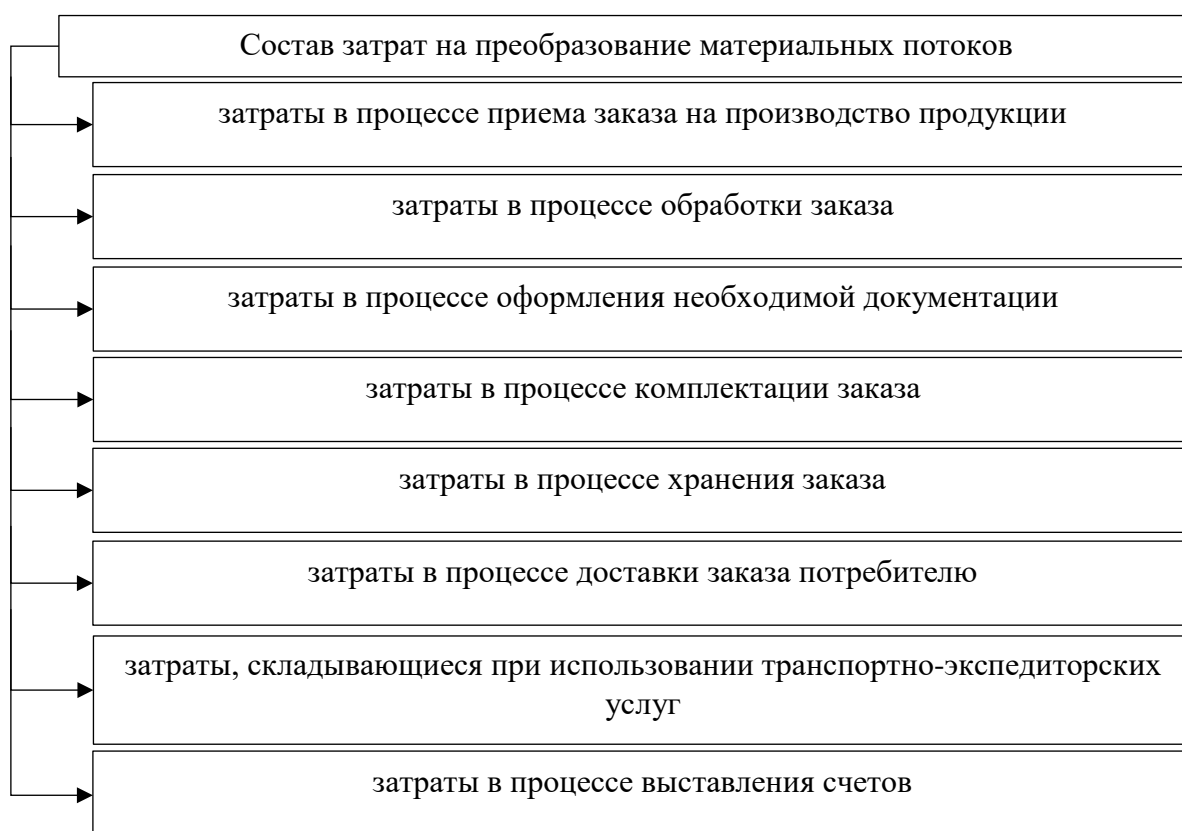 Состав затрат на преобразование материальных потоков
затраты в процессе приема заказа на производство продукции
затраты в процессе обработки заказа
затраты в процессе оформления необходимой документации
затраты в процессе комплектации заказа
затраты в процессе хранения заказа
затраты в процессе доставки заказа потребителю
затраты, складывающиеся при использовании транспортно-экспедиторских
услуг
затраты в процессе выставления счетов